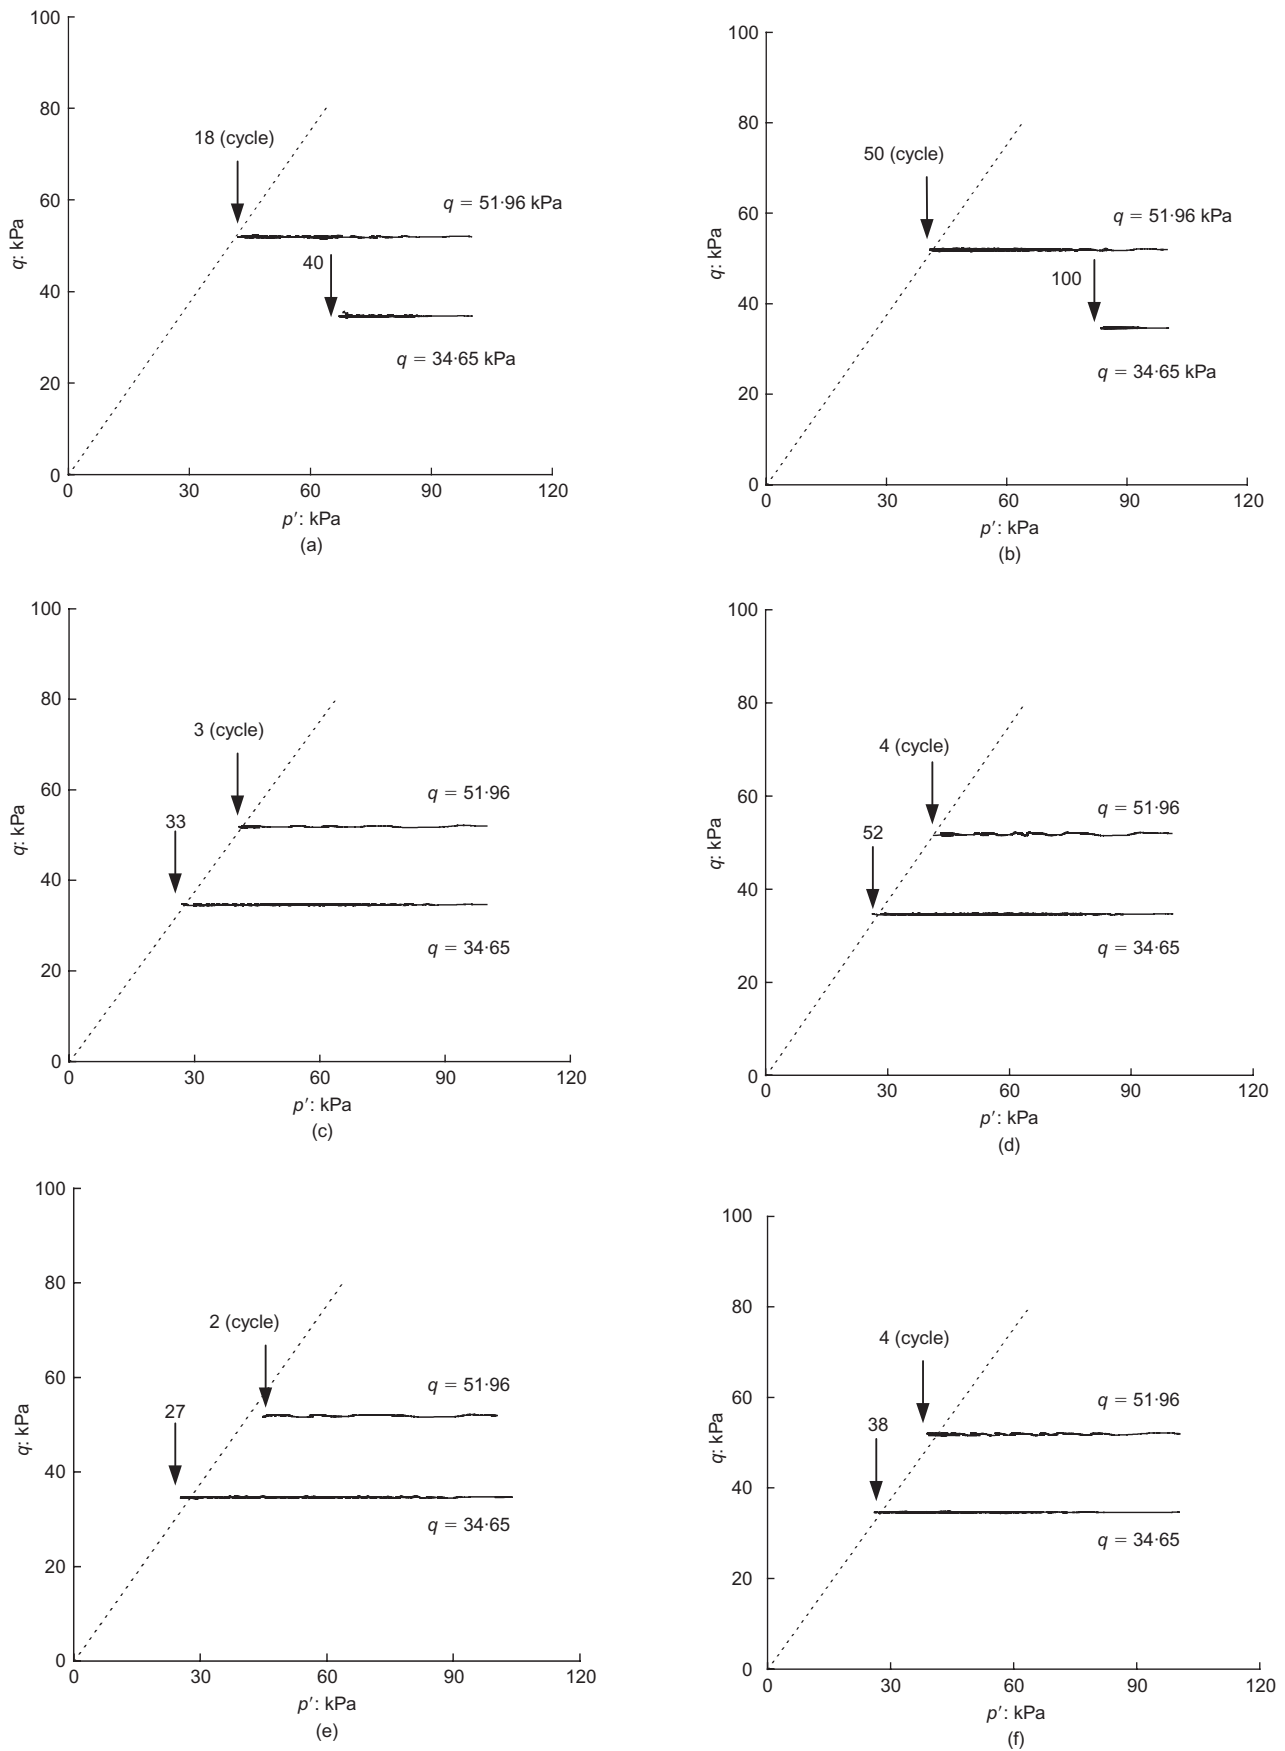 100
80
60
40
20
0
q: kPa
18 (cycle)
q = 51·96 kPa
40
q = 34·65 kPa
0 30 60 90 120
p′: kPa
(a)
100
80
60
40
20
0
q: kPa
50 (cycle)
q = 51·96 kPa
100
q = 34·65 kPa
0 30 60 90 120
p′: kPa
(b)
100
80
60
40
20
0
q: kPa
3 (cycle)
q = 51·96
33
q = 34·65
0 30 60 90 120
p′: kPa
(c)
100
80
60
40
20
0
q: kPa
4 (cycle)
q = 51·96
52
q = 34·65
0 30 60 90 120
p′: kPa
(d)
100
80
60
40
20
0
q: kPa
2 (cycle)
q = 51·96
27
q = 34·65
0 30 60 90 120
p′: kPa
(e)
100
80
60
40
20
0
q: kPa
4 (cycle)
q = 51·96
38
q = 34·65
0 30 60 90 120
p′: kPa
(f)